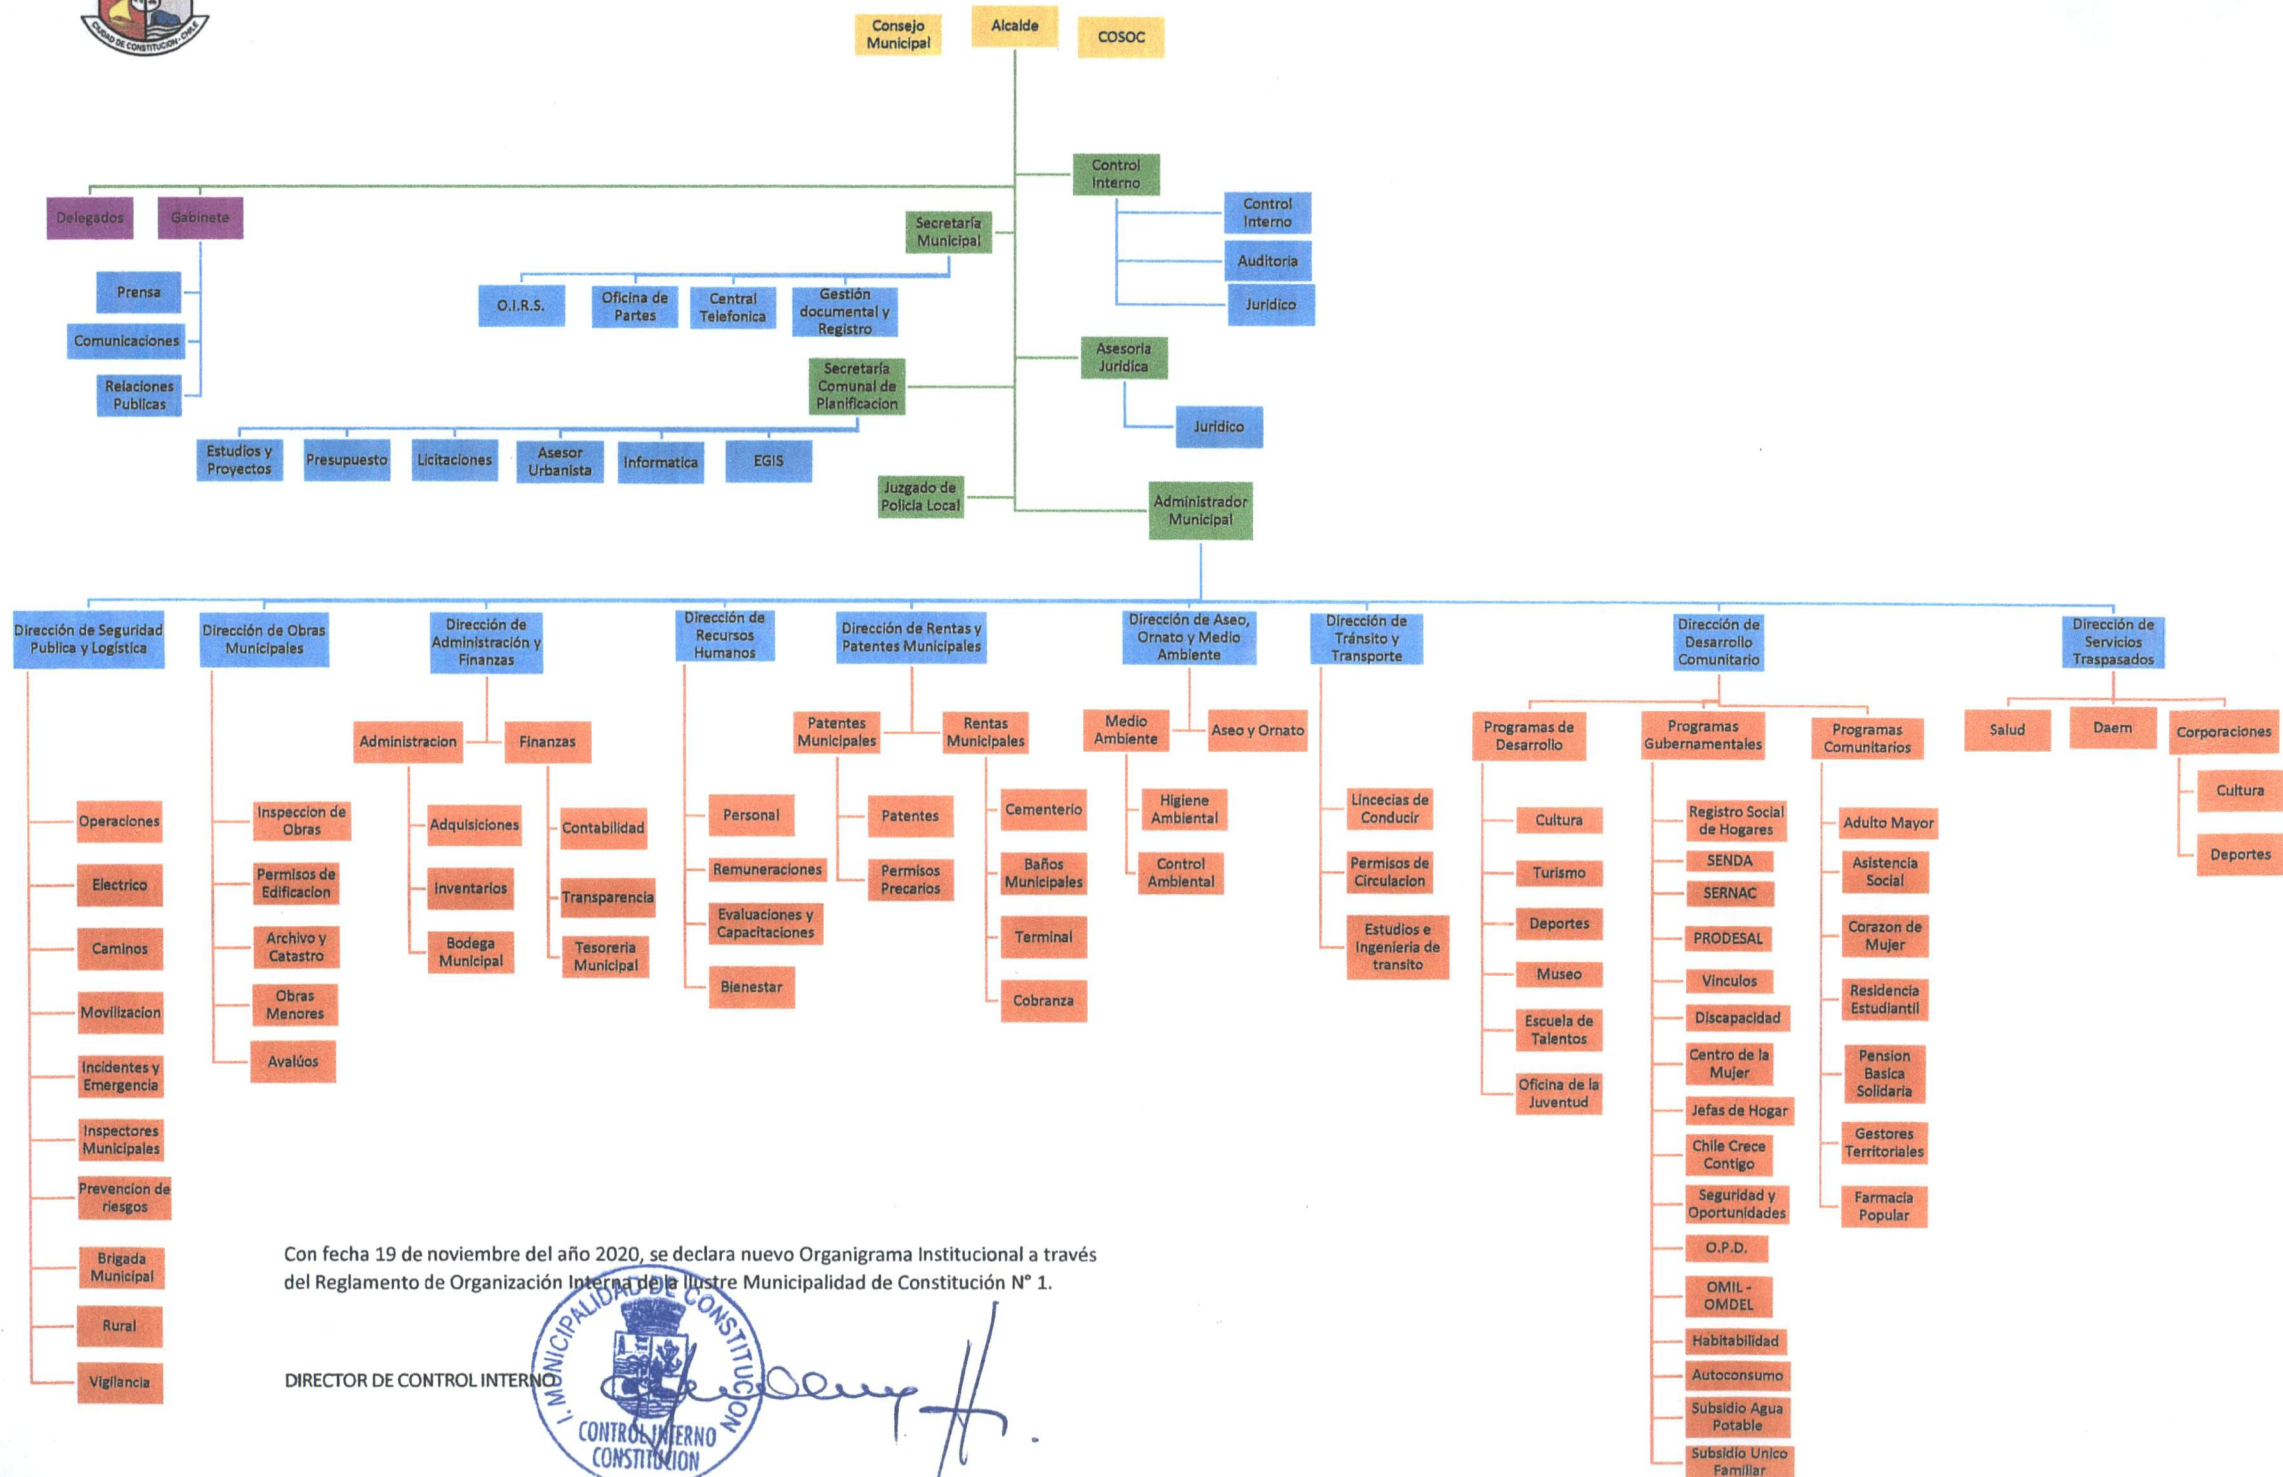 CIUDAD DE CONSTITUCION - CHILE
Consejo
Municipal
Alcalde
COSOC
Control
Interno
Delegados
Gabinete
Secretaría
Municipal
Control
Interno
Auditoria
Juridico
Prensa
Comunicaciones
Relaciones
Publicas
O.I.R.S.
Oficina de
Partes
Central
Telefonica
Gestión
documental y
Registro
Asesoria
Juridica
Juridico
Secretaría
Comunal de
Planificacion
Estudios y
Proyectos
Presupuesto
Licitaciones
Asesor
Urbanista
Informatica
EGIS
Juzgado de
Policia Local
Administrador
Municipal
Dirección de Seguridad
Publica y Logística
Dirección de Obras
Municipales
Dirección de
Administración y
Finanzas
Dirección de
Recursos
Humanos
Dirección de Rentas y
Patentes Municipales
Dirección de Aseo,
Ornato y Medio
Ambiente
Dirección de
Tránsito y
Transporte
Dirección de
Desarrollo
Comunitario
Dirección de
Servicios
Traspasados
Operaciones
Electrico
Caminos
Movilizacion
Incidentes y
Emergencia
Inspectores
Municipales
Prevencion de
riesgos
Brigada
Municipal
Rural
Vigilancia
Inspeccion de
Obras
Permisos de
Edificacion
Archivo y
Catastro
Obras
Menores
Avalúos
Administracion
Finanzas
Adquisiciones
Inventarios
Bodega
Municipal
Contabilidad
Transparencia
Tesoreria
Municipal
Personal
Remuneraciones
Evaluaciones y
Capacitaciones
Bienestar
Patentes
Municipales
Rentas
Municipales
Patentes
Permisos
Precarios
Cementerio
Baños
Municipales
Terminal
Cobranza
Medio
Ambiente
Aseo y Ornato
Higiene
Ambiental
Control
Ambiental
Lincecias de
Conducir
Permisos de
Circulacion
Estudios e
Ingenieria de
transito
Programas de
Desarrollo
Programas
Gubernamentales
Programas
Comunitarios
Cultura
Turismo
Deportes
Museo
Escuela de
Talentos
Oficina de la
Juventud
Registro Social
de Hogares
SENDA
SERNAC
PRODESAL
Vinculos
Discapacidad
Centro de la
Mujer
Jefas de Hogar
Chile Crece
Contigo
Seguridad y
Oportunidades
O.P.D.
OMIL -
OMDEL
Habitabilidad
Autoconsumo
Subsidio Agua
Potable
Subsidio Unico
Familiar
Adulto Mayor
Asistencia
Social
Corazon de
Mujer
Residencia
Estudiantil
Pension
Basica
Solidaria
Gestores
Territoriales
Farmacia
Popular
Salud
Daem
Corporaciones
Cultura
Deportes
Con fecha 19 de noviembre del año 2020, se declara nuevo Organigrama Institucional a través
del Reglamento de Organización Interna de la Ilustre Municipalidad de Constitución N° 1.
DIRECTOR DE CONTROL INTERNO
I. MUNICIPALIDAD DE CONSTITUCION
CONTROL INTERNO
CONSTITUCION